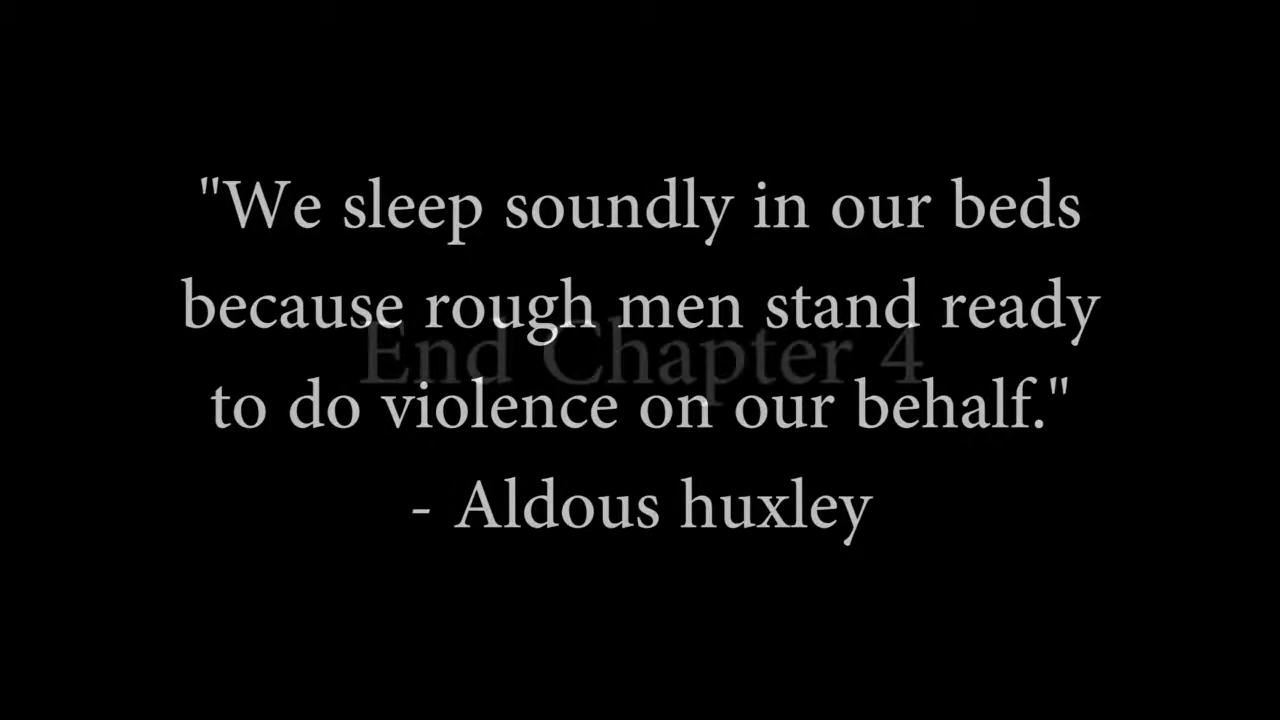 "We sleep soundly in our beds
because rough men stand ready
End Chapter 4
to do violence on our behalf."
- Aldous huxley